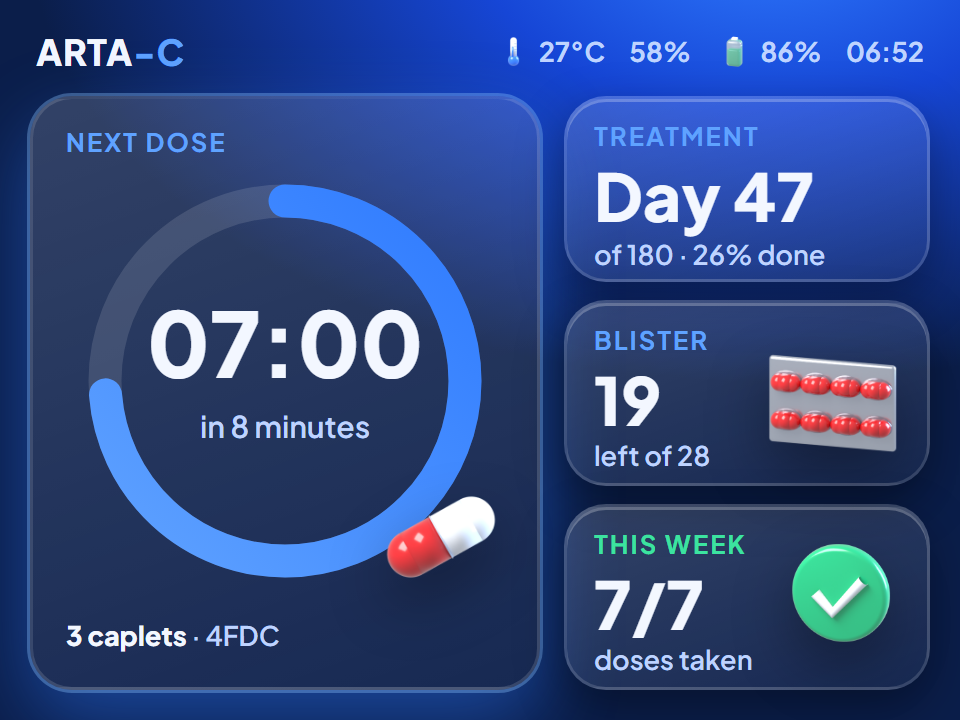 ARTA-C
27°C 58% 86% 06:52
NEXT DOSE
07:00
in 8 minutes
3 caplets · 4FDC
TREATMENT
Day 47
of 180 · 26% done
BLISTER
19
left of 28
THIS WEEK
7/7
doses taken